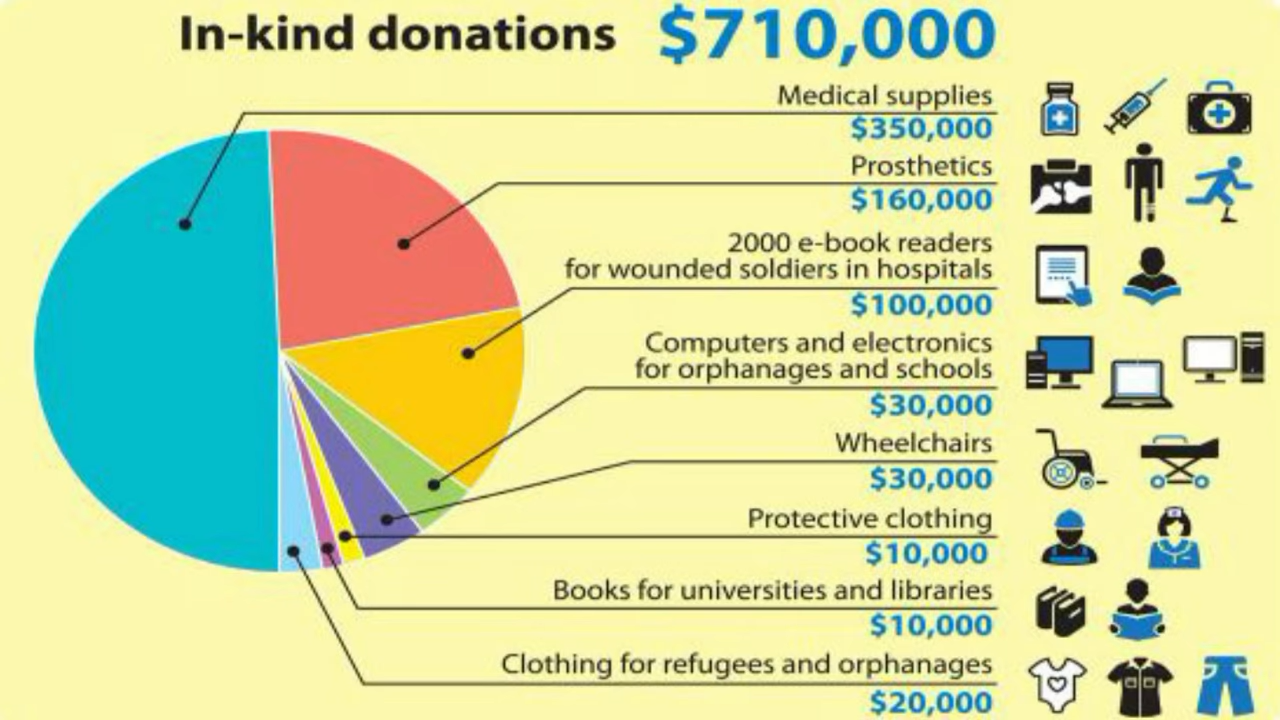 In-kind donations $710,000
Medical supplies
$350,000
Prosthetics
$160,000
2000 e-book readers
for wounded soldiers in hospitals
$100,000
Computers and electronics
for orphanages and schools
$30,000
Wheelchairs
$30,000
Protective clothing
$10,000
Books for universities and libraries
$10,000
Clothing for refugees and orphanages
$20,000